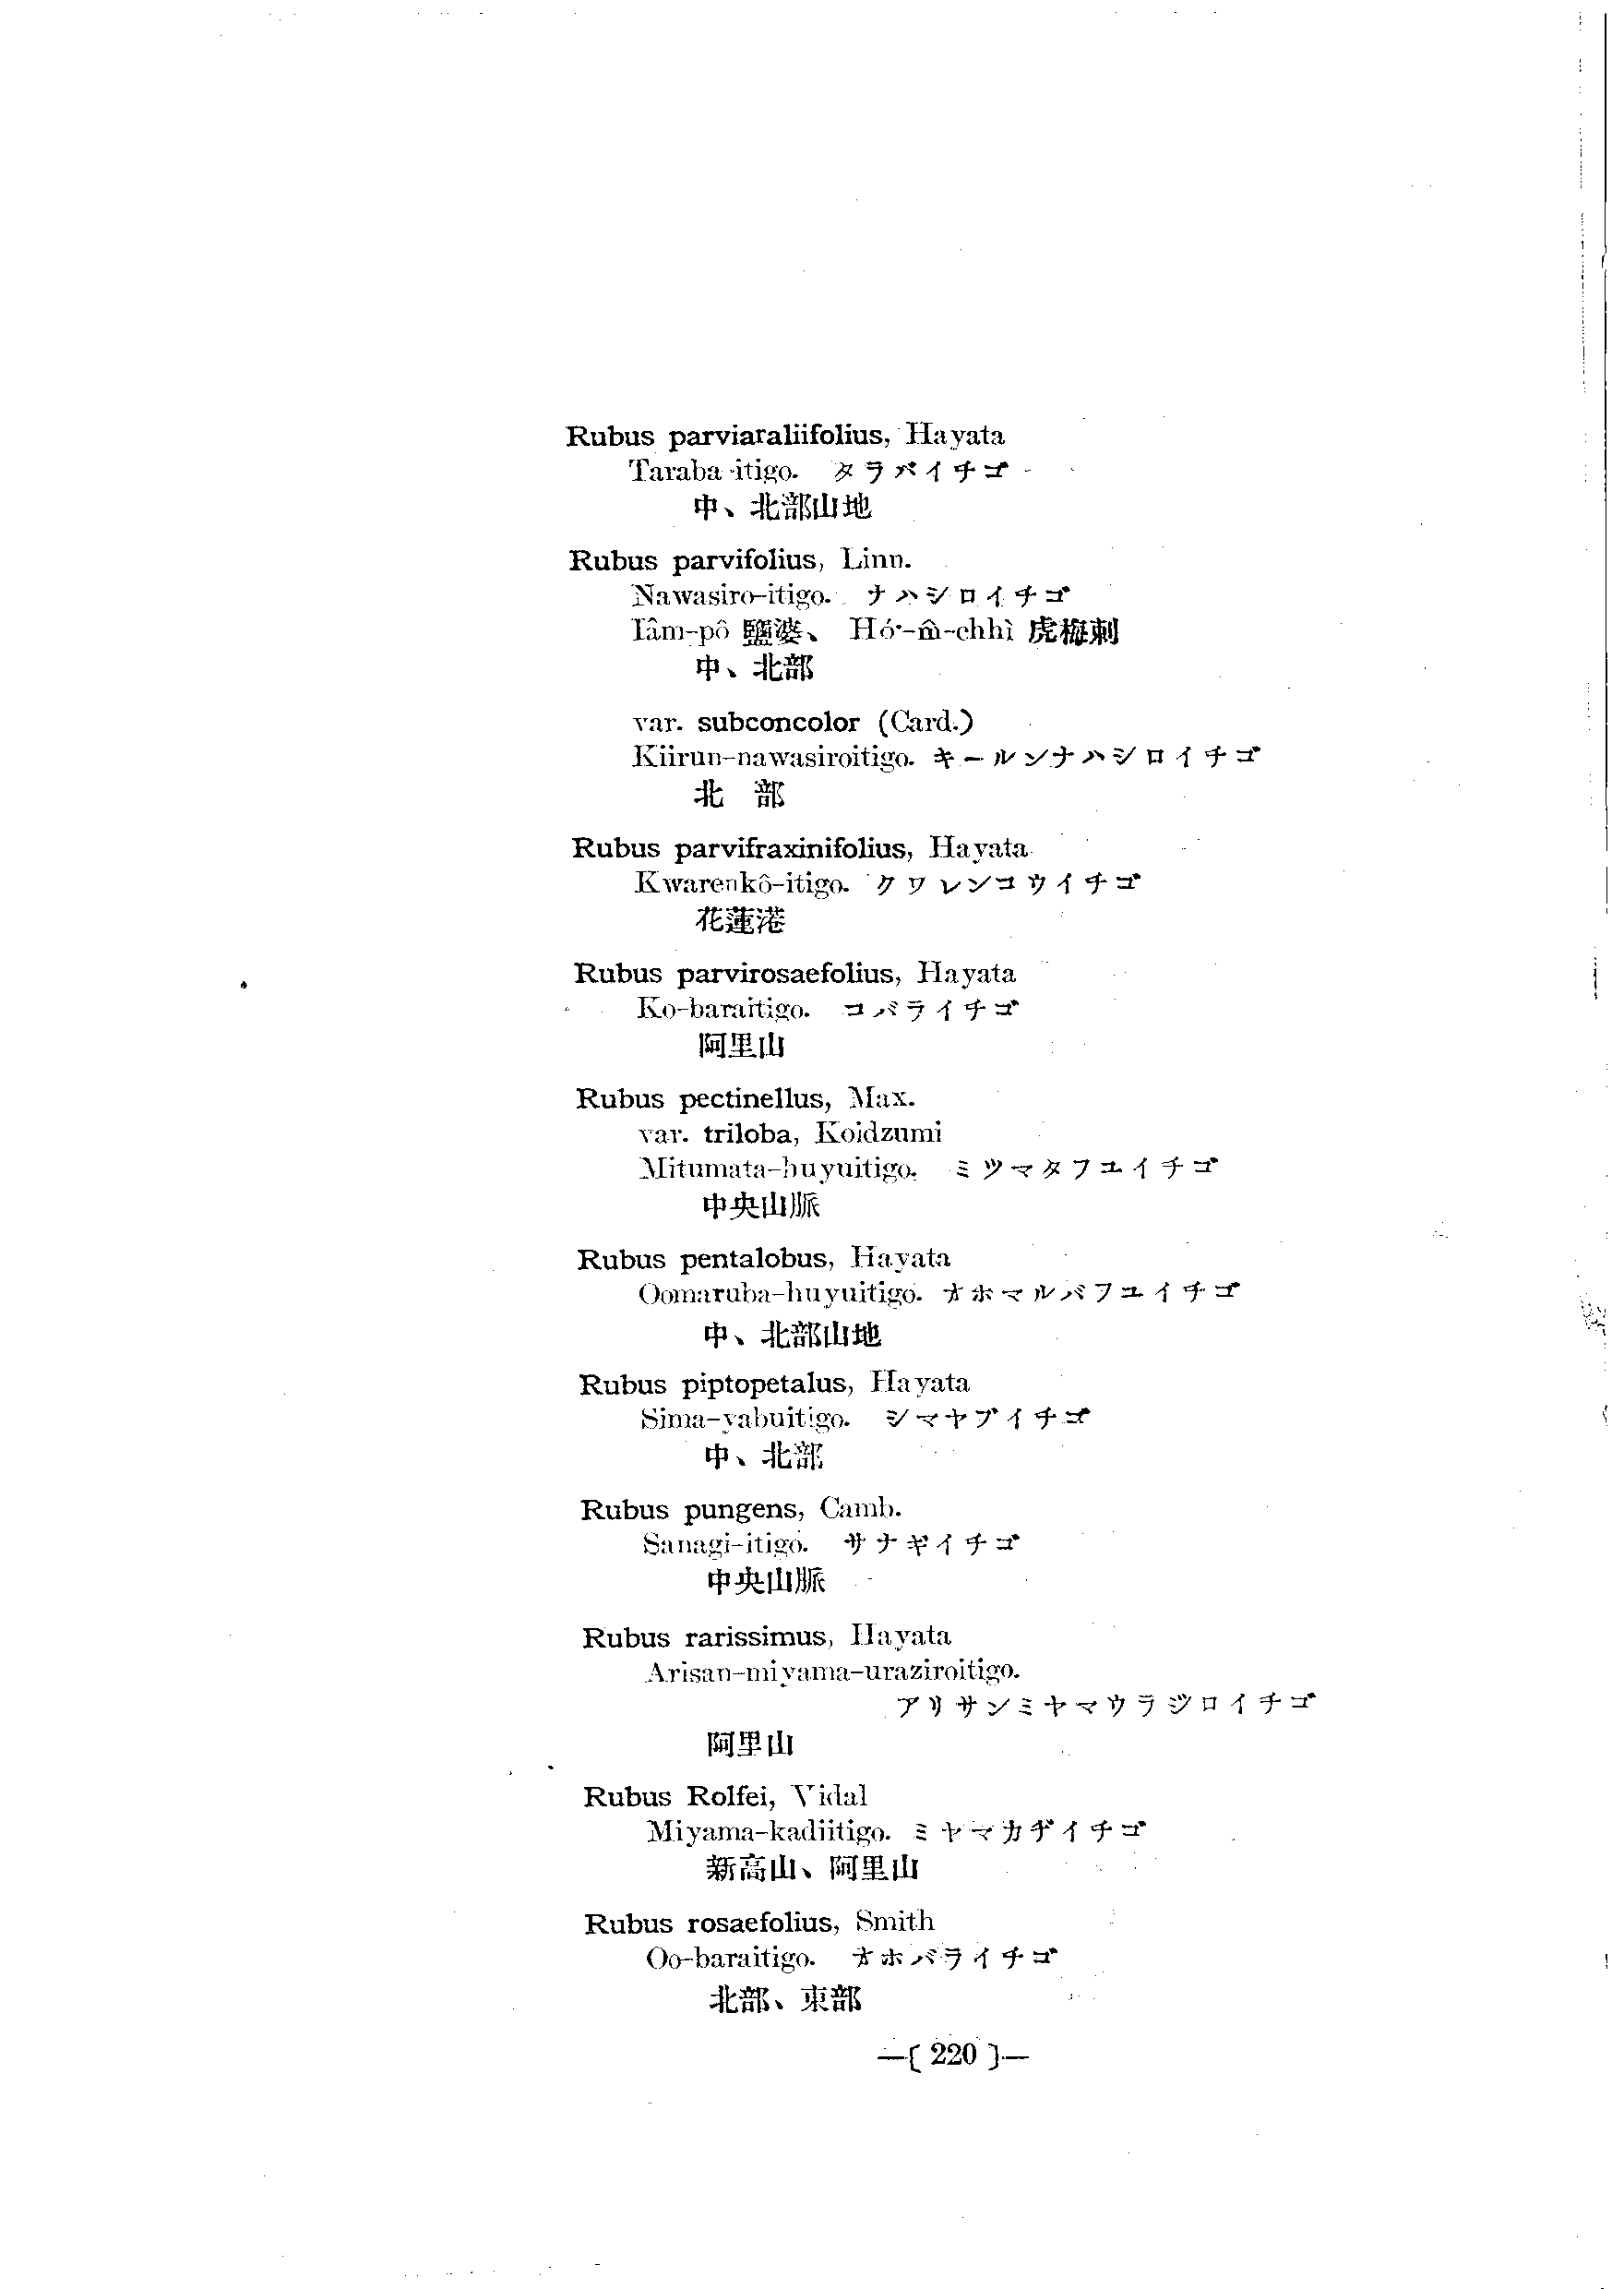 Rubus parviaraliifolius, Hayata
Taraba-itigo. タラバイチゴ
中、北部山地
Rubus parvifolius, Linn.
Nawasiro-itigo. ナハシロイチゴ
Iâm-pô 鹽婆、 Hó·-m̂-chhì 虎梅刺
中、北部
var. subconcolor (Card.)
Kiirun-nawasiroitigo. キールンナハシロイチゴ
北 部
Rubus parvifraxinifolius, Hayata
Kwarenkô-itigo. クワレンコウイチゴ
花蓮港
Rubus parvirosaefolius, Hayata
Ko-baraitigo. コバライチゴ
阿里山
Rubus pectinellus, Max.
var. triloba, Koidzumi
Mitumata-huyuitigo. ミツマタフユイチゴ
中央山脈
Rubus pentalobus, Hayata
Oomaruba-huyuitigo. オホマルバフユイチゴ
中、北部山地
Rubus piptopetalus, Hayata
Sima-yabuitigo. シマヤブイチゴ
中、北部
Rubus pungens, Camb.
Sanagi-itigo. サナギイチゴ
中央山脈
Rubus rarissimus, Hayata
Arisan-miyama-uraziroitigo.
アリサンミヤマウラジロイチゴ
阿里山
Rubus Rolfei, Vidal
Miyama-kadiitigo. ミヤマカヂイチゴ
新高山、阿里山
Rubus rosaefolius, Smith
Oo-baraitigo. オホバライチゴ
北部、東部
—[ 220 ]—